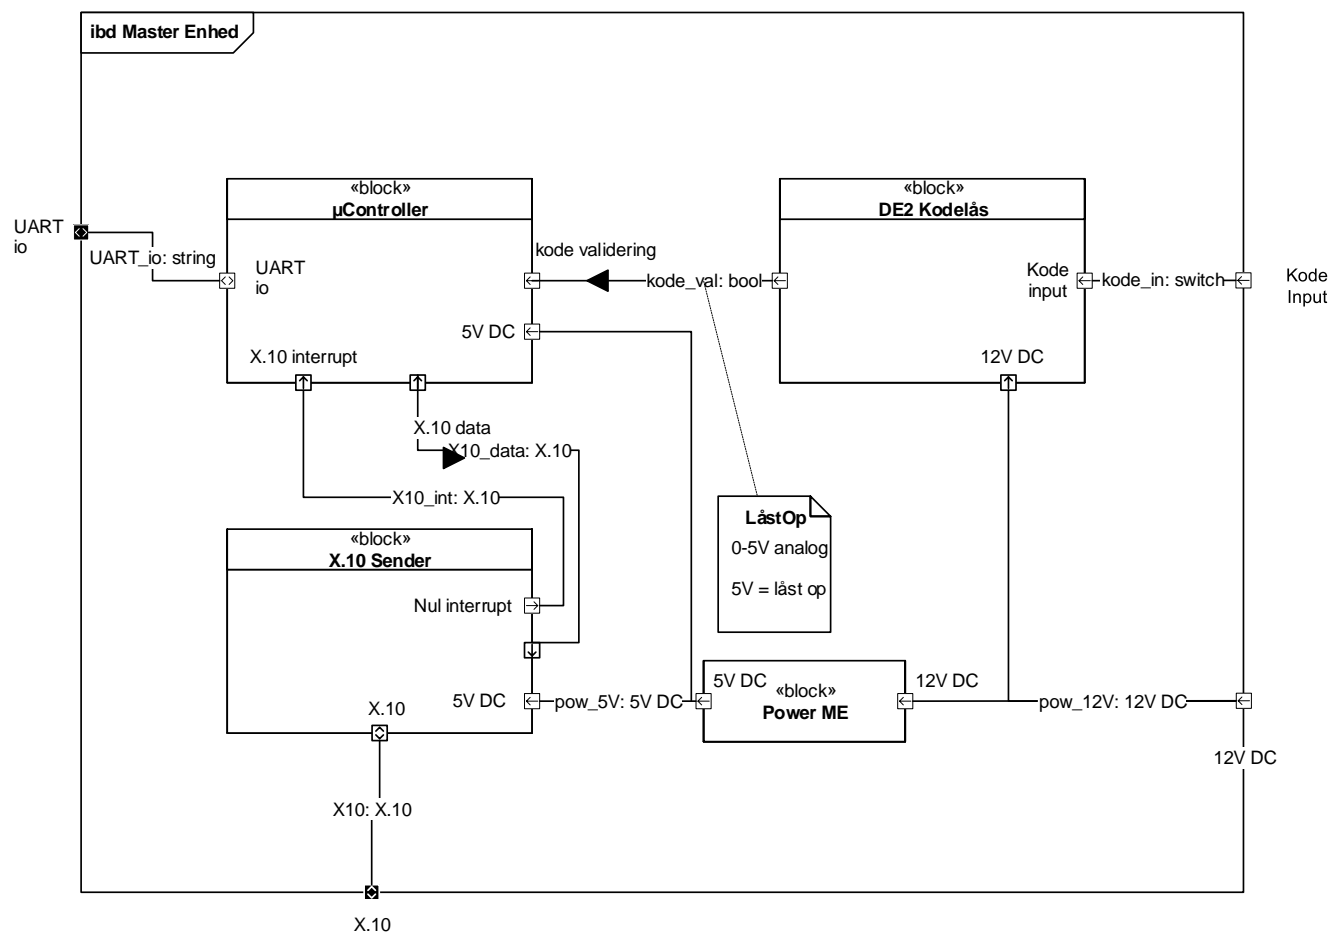 ibd Master Enhed
«block»
µController
«block»
DE2 Kodelås
UART
io
UART_io: string
UART
io
kode validering
kode_val: bool
Kode
input
kode_in: switch
Kode
Input
5V DC
X.10 interrupt
12V DC
X.10 data
X10_data: X.10
X10_int: X.10
LåstOp
0-5V analog
5V = låst op
«block»
X.10 Sender
Nul interrupt
5V DC
pow_5V: 5V DC
5V DC
«block»
Power ME
12V DC
pow_12V: 12V DC
12V DC
X.10
X10: X.10
X.10